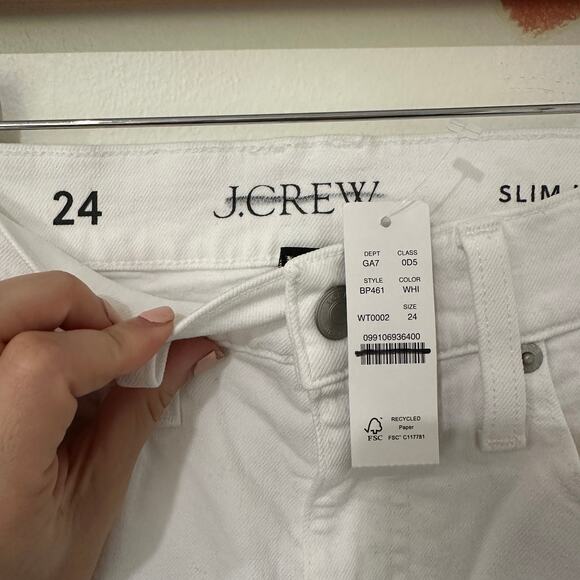 24
J.CREW
SLIM
DEPT CLASS
GA7 0D5
STYLE COLOR
BP461 WHI
SIZE
WT0002 24
099106936400
FSC
RECYCLED
Paper
FSC® C117781